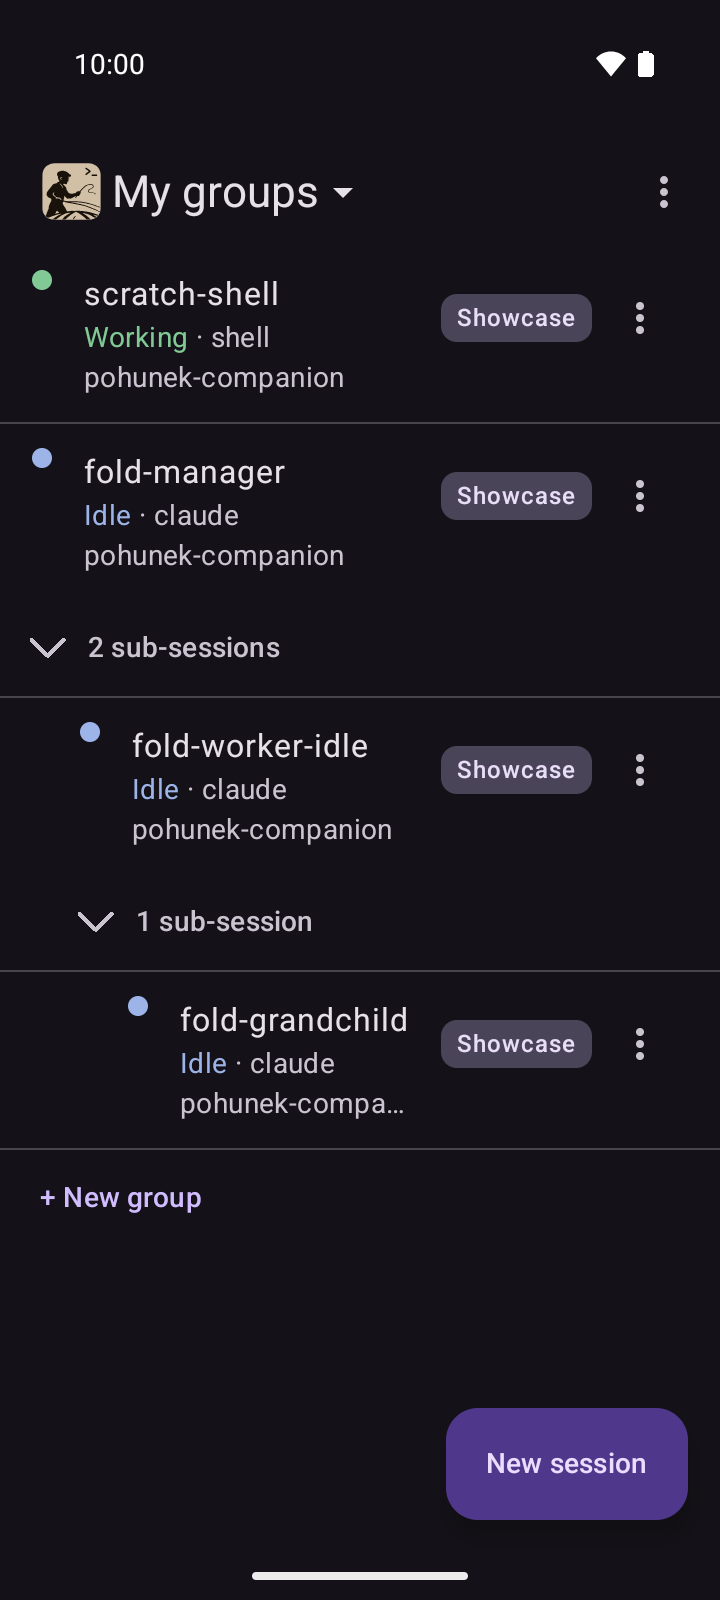 10:00
My groups
scratch-shell
Working · shell
pohunek-companion
Showcase
fold-manager
Idle · claude
pohunek-companion
Showcase
2 sub-sessions
fold-worker-idle
Idle · claude
pohunek-companion
Showcase
1 sub-session
fold-grandchild
Idle · claude
pohunek-compa…
Showcase
+ New group
New session